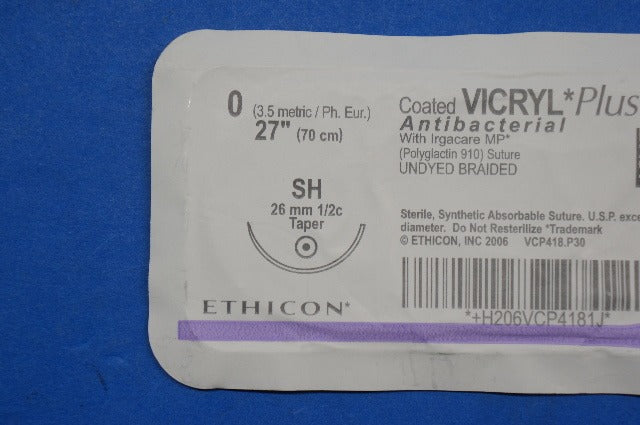 0 (3.5 metric / Ph. Eur.)
27" (70 cm)
SH
26 mm 1/2c
Taper
ETHICON*
Coated VICRYL* Plus
Antibacterial
With Irgacare MP*
(Polyglactin 910) Suture
UNDYED BRAIDED
Sterile, Synthetic Absorbable Suture. U.S.P. exce
diameter. Do Not Resterilize *Trademark
© ETHICON, INC 2006 VCP418.P30
*+H206VCP4181J*